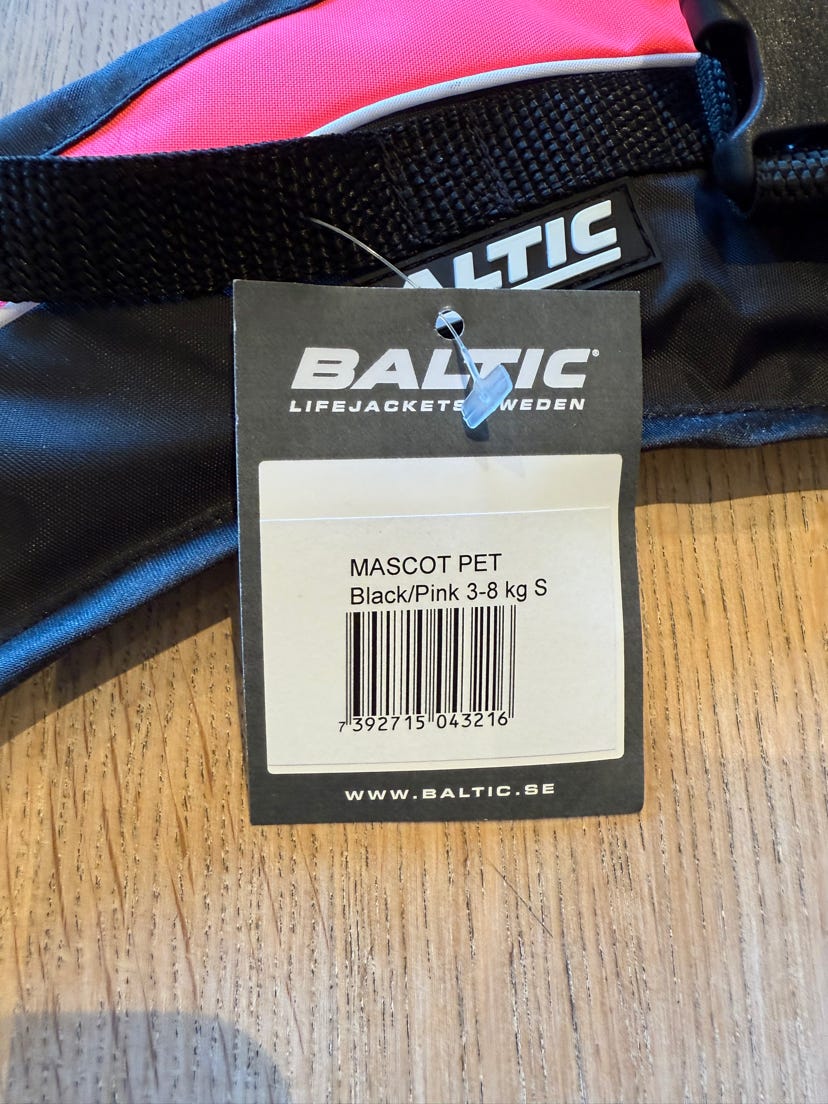 ALTIC
BALTIC®
LIFEJACKETS SWEDEN
MASCOT PET
Black/Pink 3-8 kg S
7 392715 043216
WWW.BALTIC.SE